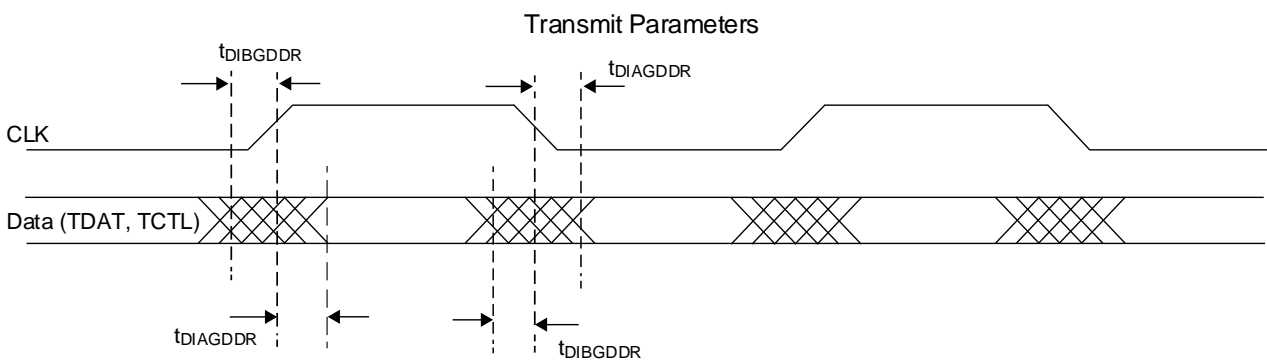 Transmit Parameters
tDIBGDDR
tDIAGDDR
CLK
Data (TDAT, TCTL)
tDIAGDDR
tDIBGDDR